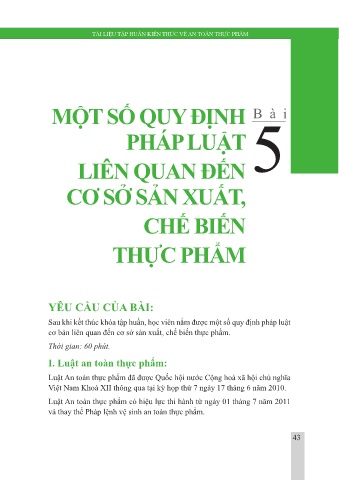 TÀI LIỆU TẬP HUẤN KIẾN THỨC VỀ AN TOÀN THỰC PHẨM
MỘT SỐ QUY ĐỊNH
PHÁP LUẬT
LIÊN QUAN ĐẾN
CƠ SỞ SẢN XUẤT,
CHẾ BIẾN
THỰC PHẨM
Bài
5
YÊU CẦU CỦA BÀI:
Sau khi kết thúc khóa tập huấn, học viên nắm được một số quy định pháp luật
cơ bản liên quan đến cơ sở sản xuất, chế biến thực phẩm.
Thời gian: 60 phút.
I. Luật an toàn thực phẩm:
Luật An toàn thực phẩm đã được Quốc hội nước Cộng hoà xã hội chủ nghĩa
Việt Nam Khoá XII thông qua tại kỳ họp thứ 7 ngày 17 tháng 6 năm 2010.
Luật An toàn thực phẩm có hiệu lực thi hành từ ngày 01 tháng 7 năm 2011
và thay thế Pháp lệnh vệ sinh an toàn thực phẩm.
43